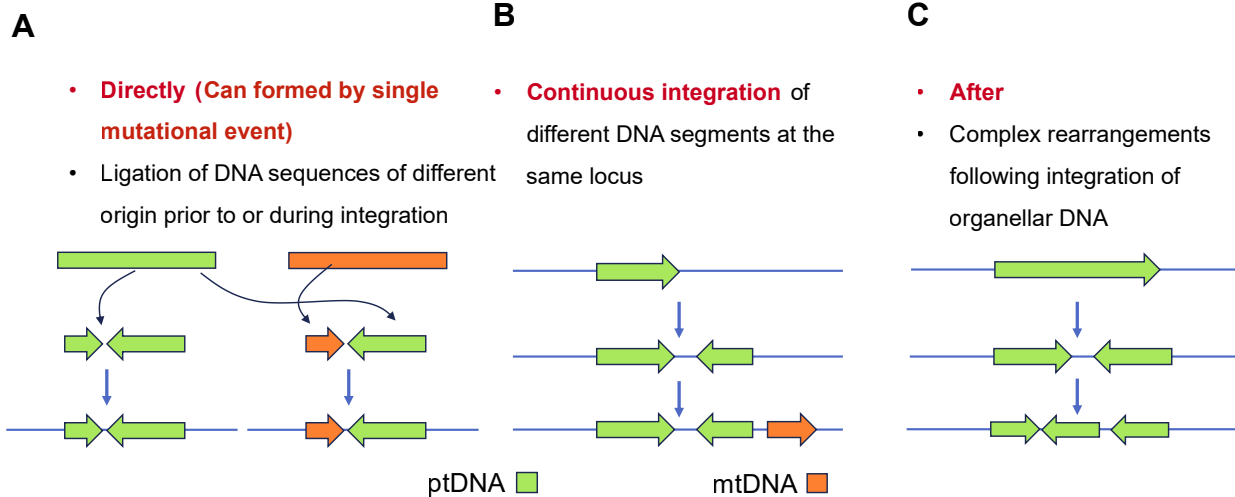 A
• Directly (Can formed by single
mutational event)
• Ligation of DNA sequences of different
origin prior to or during integration
B
• Continuous integration of
different DNA segments at the
same locus
C
• After
• Complex rearrangements
following integration of
organellar DNA
ptDNA
mtDNA